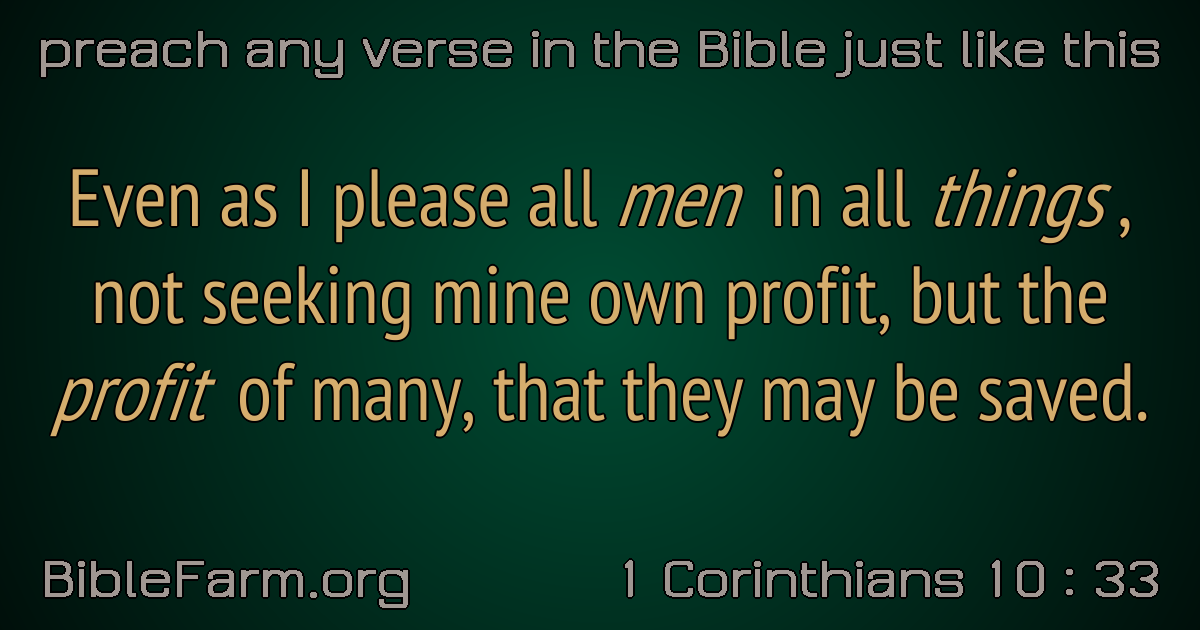 preach any verse in the Bible just like this
Even as I please all men in all things,
not seeking mine own profit, but the
profit of many, that they may be saved.
BibleFarm.org
1 Corinthians 10 : 33